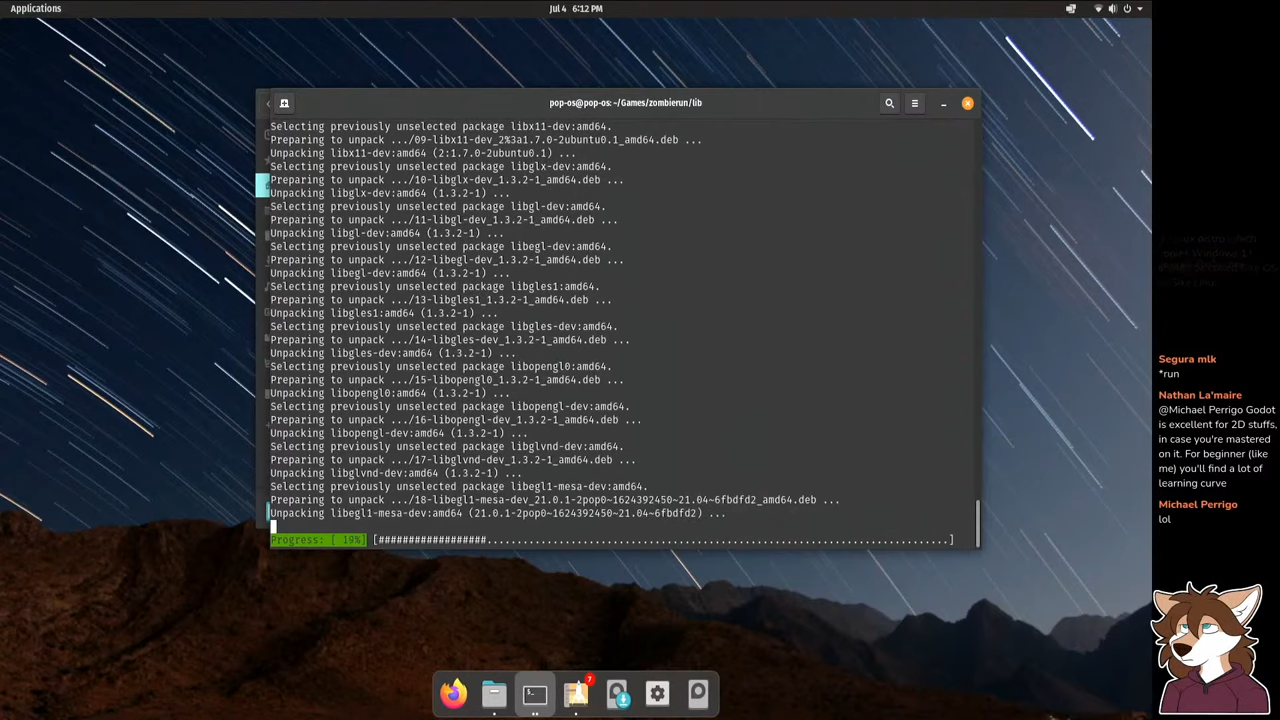 Applications
Jul 4 6:12 PM
pop-os@pop-os: ~/Games/zombierun/lib
Selecting previously unselected package libx11-dev:amd64.
Preparing to unpack .../09-libx11-dev_2%3a1.7.0-2ubuntu0.1_amd64.deb ...
Unpacking libx11-dev:amd64 (2:1.7.0-2ubuntu0.1) ...
Selecting previously unselected package libglx-dev:amd64.
Preparing to unpack .../10-libglx-dev_1.3.2-1_amd64.deb ...
Unpacking libglx-dev:amd64 (1.3.2-1) ...
Selecting previously unselected package libgl-dev:amd64.
Preparing to unpack .../11-libgl-dev_1.3.2-1_amd64.deb ...
Unpacking libgl-dev:amd64 (1.3.2-1) ...
Selecting previously unselected package libegl-dev:amd64.
Preparing to unpack .../12-libegl-dev_1.3.2-1_amd64.deb ...
Unpacking libegl-dev:amd64 (1.3.2-1) ...
Selecting previously unselected package libgles1:amd64.
Preparing to unpack .../13-libgles1_1.3.2-1_amd64.deb ...
Unpacking libgles1:amd64 (1.3.2-1) ...
Selecting previously unselected package libgles-dev:amd64.
Preparing to unpack .../14-libgles-dev_1.3.2-1_amd64.deb ...
Unpacking libgles-dev:amd64 (1.3.2-1) ...
Selecting previously unselected package libopengl0:amd64.
Preparing to unpack .../15-libopengl0_1.3.2-1_amd64.deb ...
Unpacking libopengl0:amd64 (1.3.2-1) ...
Selecting previously unselected package libopengl-dev:amd64.
Preparing to unpack .../16-libopengl-dev_1.3.2-1_amd64.deb ...
Unpacking libopengl-dev:amd64 (1.3.2-1) ...
Selecting previously unselected package libglvnd-dev:amd64.
Preparing to unpack .../17-libglvnd-dev_1.3.2-1_amd64.deb ...
Unpacking libglvnd-dev:amd64 (1.3.2-1) ...
Selecting previously unselected package libegl1-mesa-dev:amd64.
Preparing to unpack .../18-libegl1-mesa-dev_21.0.1-2pop0~1624392450~21.04~6fbdfd2_amd64.deb ...
Unpacking libegl1-mesa-dev:amd64 (21.0.1-2pop0~1624392450~21.04~6fbdfd2) ...
Progress: [ 19%] [##################.............................................................................]
7
Segura mlk
*run
Nathan La'maire
@Michael Perrigo Godot
is excellent for 2D stuffs,
in case you're mastered
on it. For beginner (like
me) you'll find a lot of
learning curve
Michael Perrigo
lol